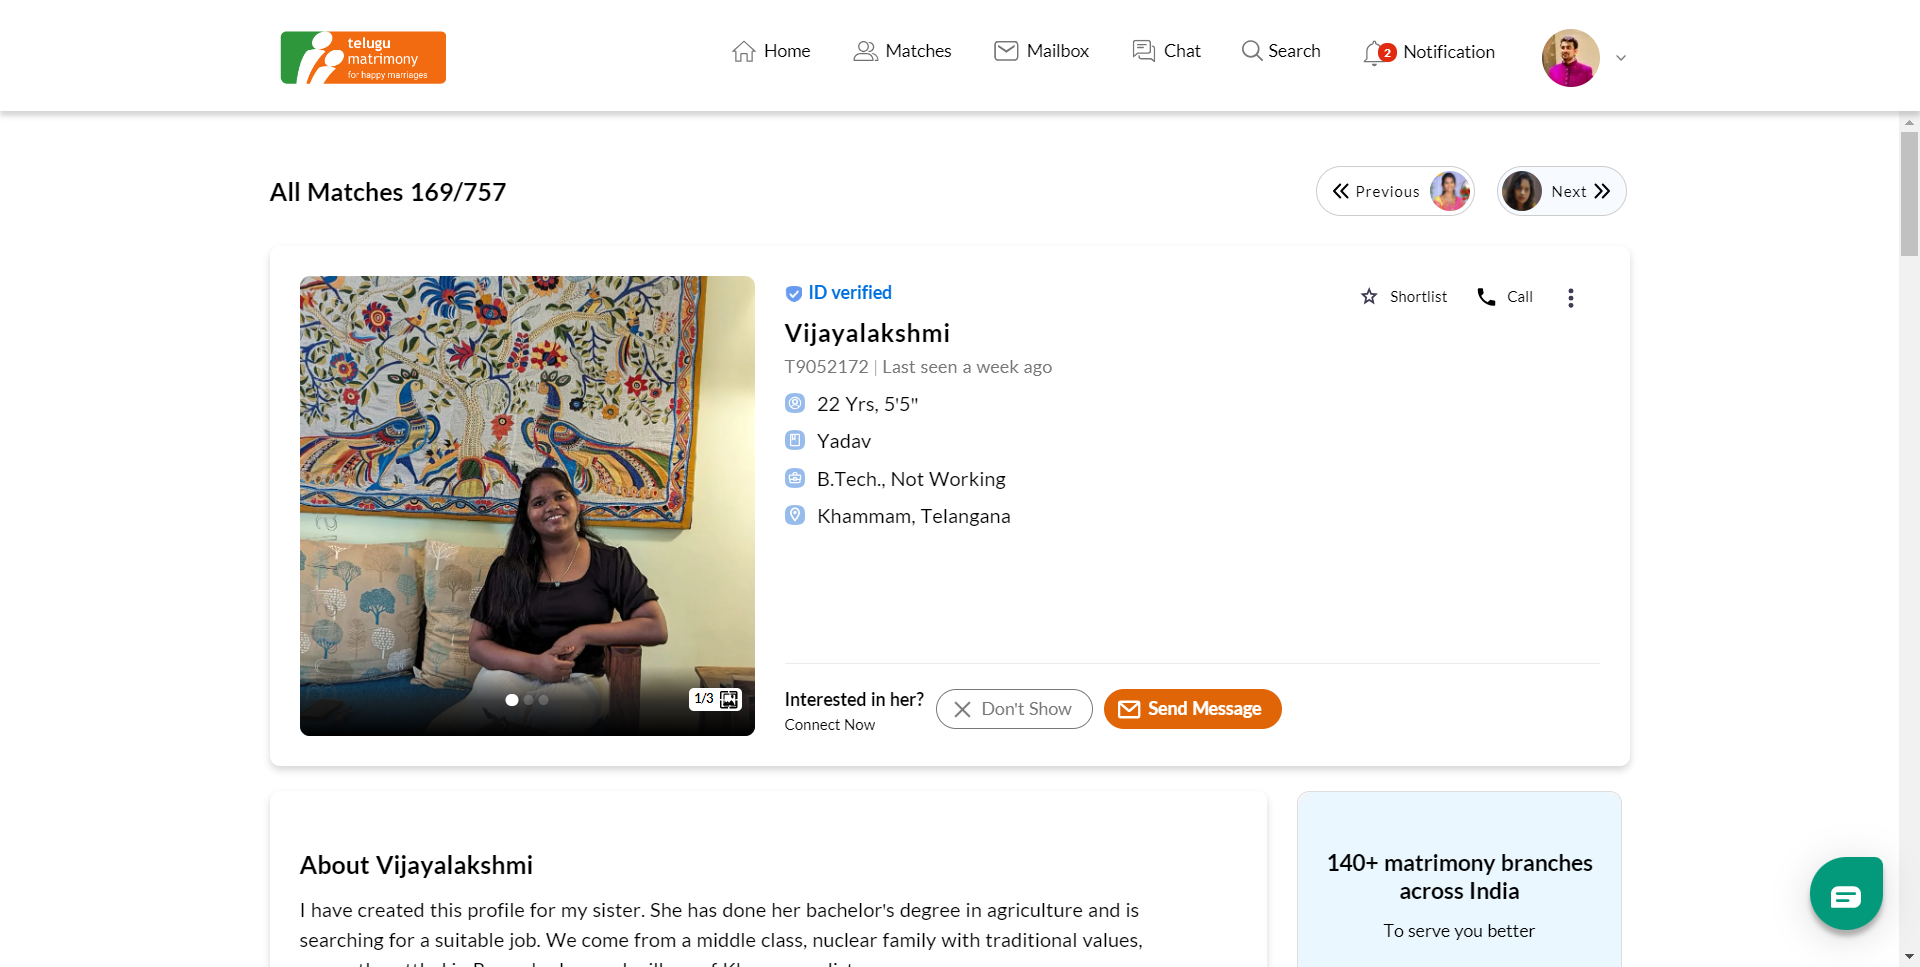 telugu
matrimony
for happy marriages
Home
Matches
Mailbox
Chat
Search
2
Notification
All Matches 169/757
Previous
Next
ID verified
Shortlist
Call
Vijayalakshmi
T9052172 | Last seen a week ago
22 Yrs, 5'5"
Yadav
B.Tech., Not Working
Khammam, Telangana
1/3
Interested in her?
Connect Now
Don't Show
Send Message
About Vijayalakshmi
I have created this profile for my sister. She has done her bachelor's degree in agriculture and is
searching for a suitable job. We come from a middle class, nuclear family with traditional values,
140+ matrimony branches
across India
To serve you better